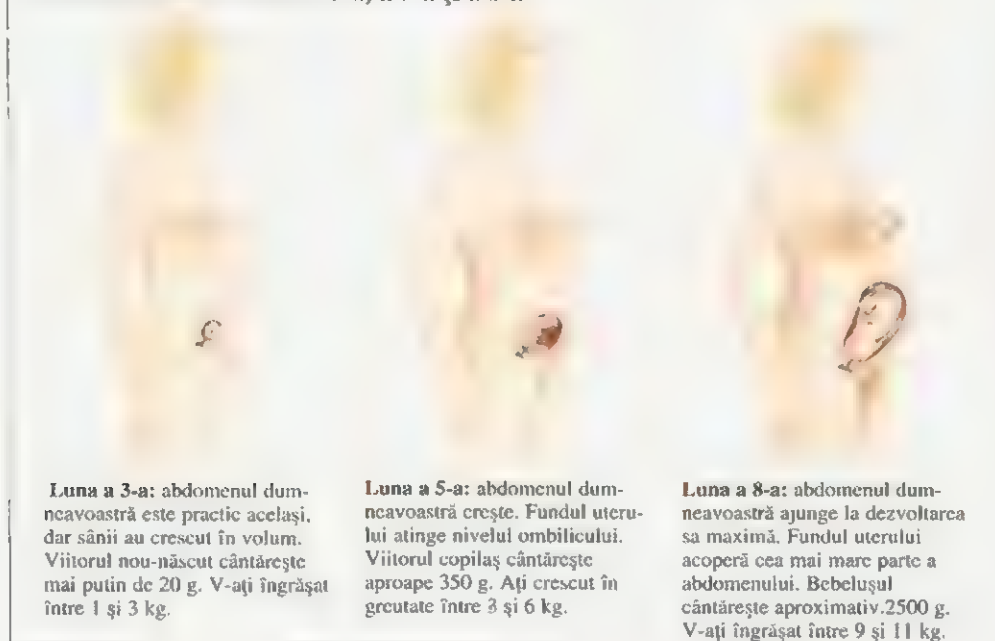 Luna a 3-a: abdomenul dum-
neavoastră este practic același,
dar sânii au crescut în volum.
Viitorul nou-născut cântărește
mai putin de 20 g. V-ați îngrășat
între 1 și 3 kg.
Luna a 5-a: abdomenul dum-
neavoastră crește. Fundul uteru-
lui atinge nivelul ombilicului.
Viitorul copilaș cântărește
aproape 350 g. Ați crescut în
greutate între 3 și 6 kg.
Luna a 8-a: abdomenul dum-
neavoastră ajunge la dezvoltarea
sa maximă. Fundul uterului
acoperă cea mai mare parte a
abdomenului. Bebelușul
cântărește aproximativ.2500 g.
V-ați îngrășat între 9 și 11 kg.